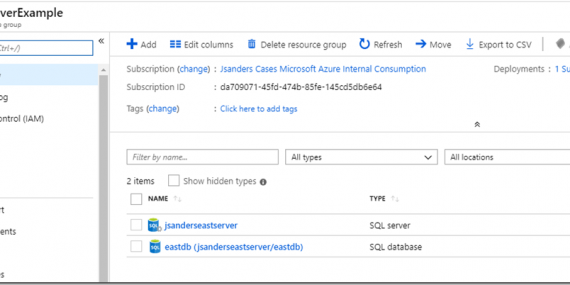 verExample
group
Ctrl+/)
Add
Edit columns
Delete resource group
Refresh
Move
Export to CSV
Subscription (change) : Jsanders Cases Microsoft Azure Internal Consumption
Deployments : 1 Su
Subscription ID : da709071-45fd-474b-85fe-145cd5db6e64
Tags (change) : Click here to add tags
og
ontrol (IAM)
Filter by name...
All types
All locations
2 items
Show hidden types
NAME
TYPE
jsanderseastserver
SQL server
eastdb (jsanderseastserver/eastdb)
SQL database
rt
ents
es